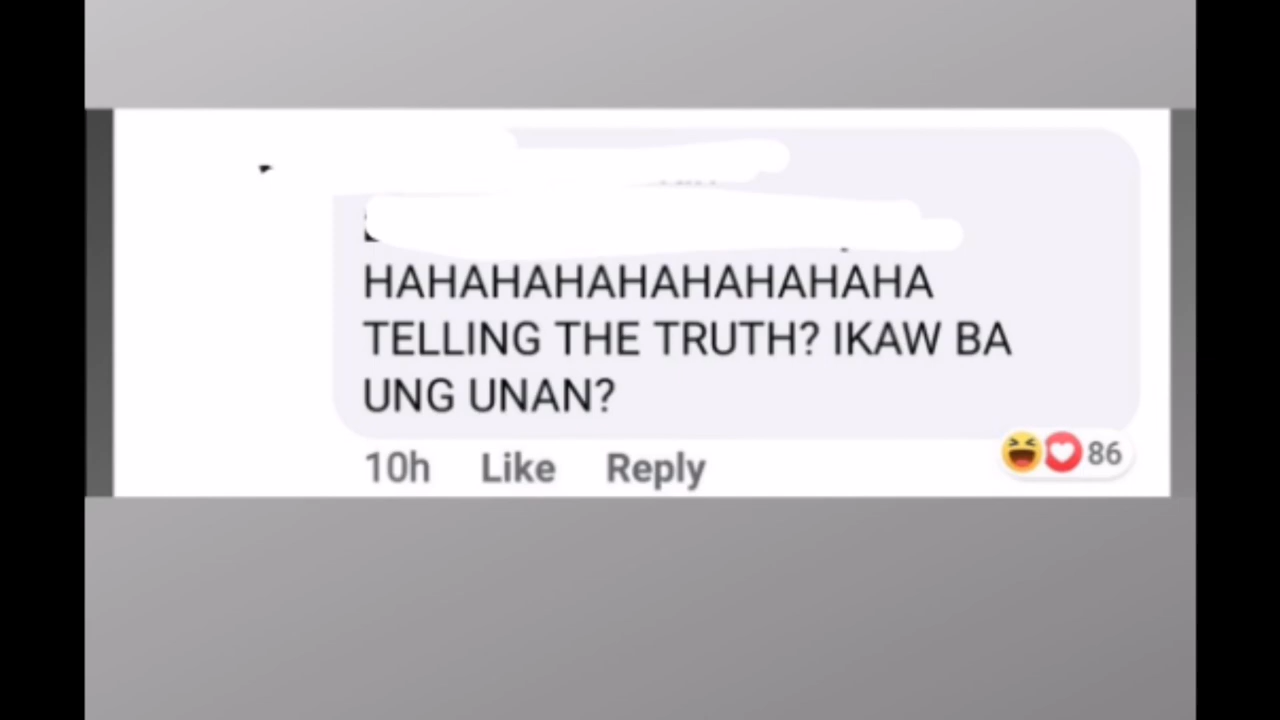 HAHAHAHAHAHAHAHAHA
TELLING THE TRUTH? IKAW BA
UNG UNAN?
10h Like Reply
86